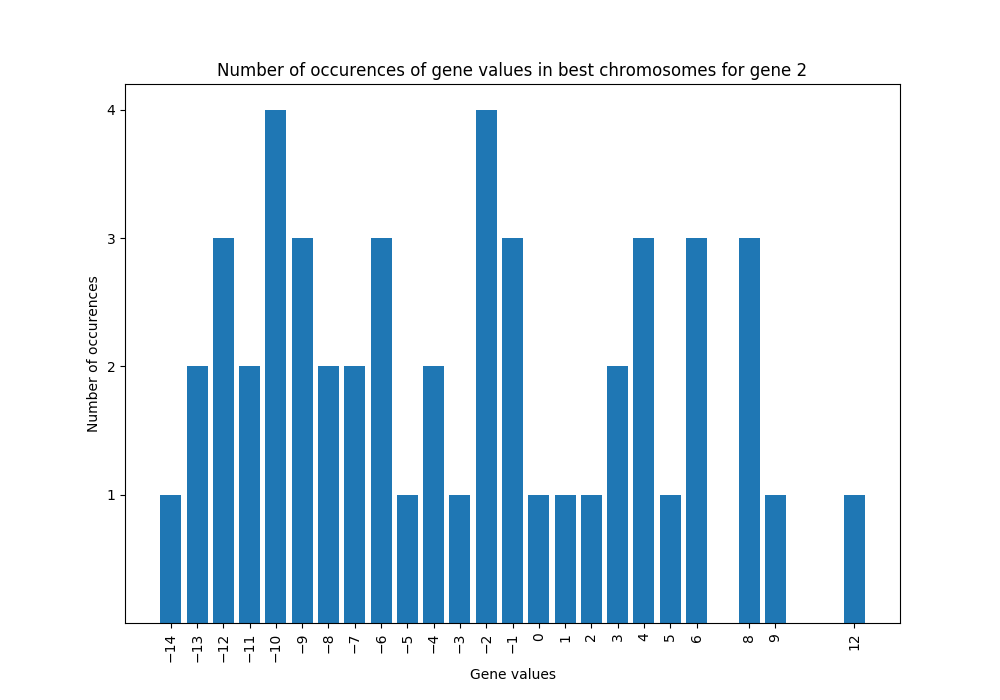 Number of occurences of gene values in best chromosomes for gene 2
4
3
2
1
Number of occurences
−14 −13 −12 −11 −10 −9 −8 −7 −6 −5 −4 −3 −2 −1 0 1 2 3 4 5 6 8 9 12
Gene values